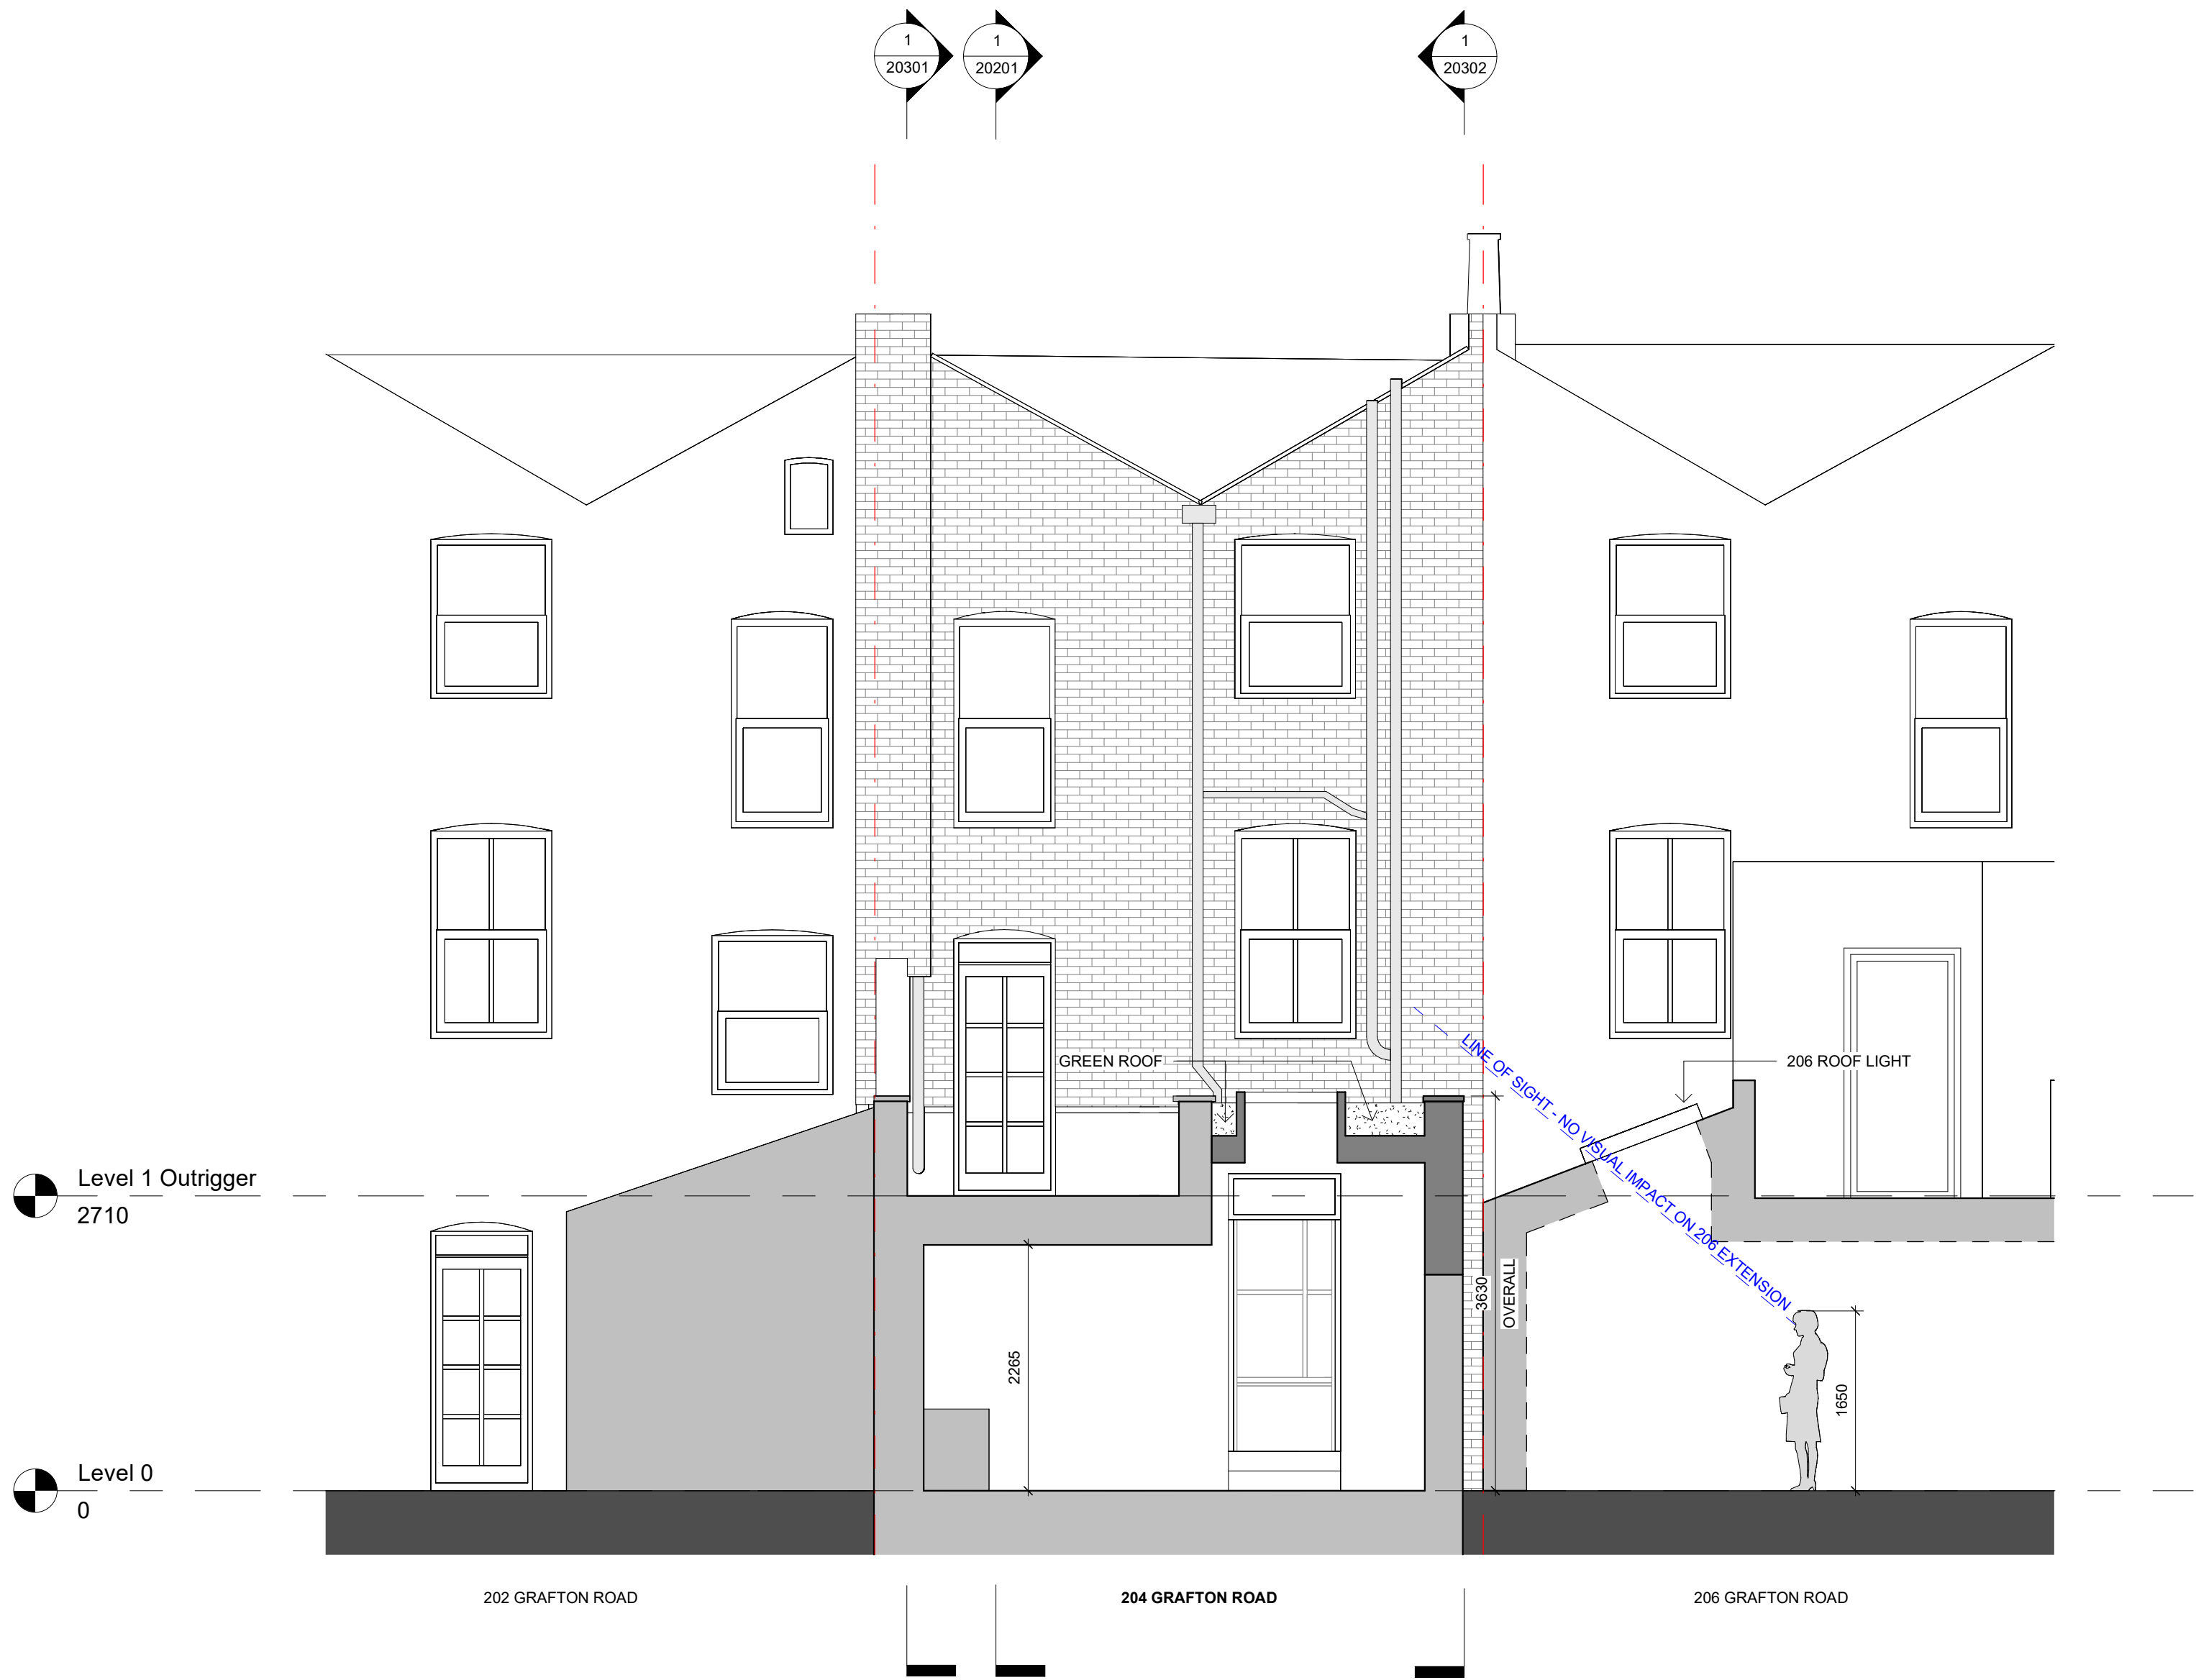 1
20301
1
20201
1
20302
GREEN ROOF
LINE OF SIGHT - NO VISUAL IMPACT ON 206 EXTENSION
206 ROOF LIGHT
Level 1 Outrigger
2710
2265
3630
OVERALL
1650
Level 0
0
202 GRAFTON ROAD
204 GRAFTON ROAD
206 GRAFTON ROAD